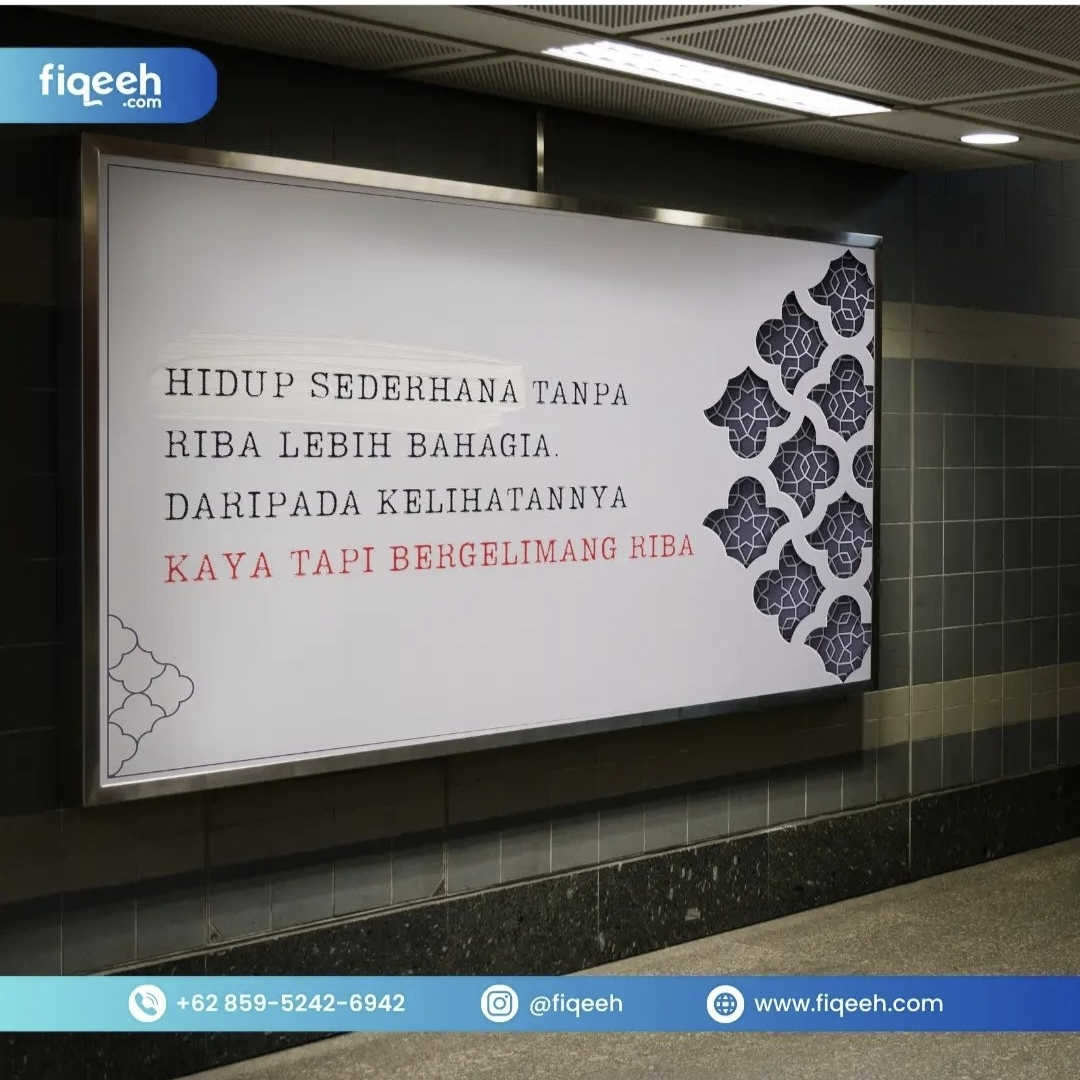 fiqeeh
.com
HIDUP SEDERHANA TANPA
RIBA LEBIH BAHAGIA.
DARIPADA KELIHATANNYA
KAYA TAPI BERGELIMANG RIBA
+62 859-5242-6942 @fiqeeh www.fiqeeh.com